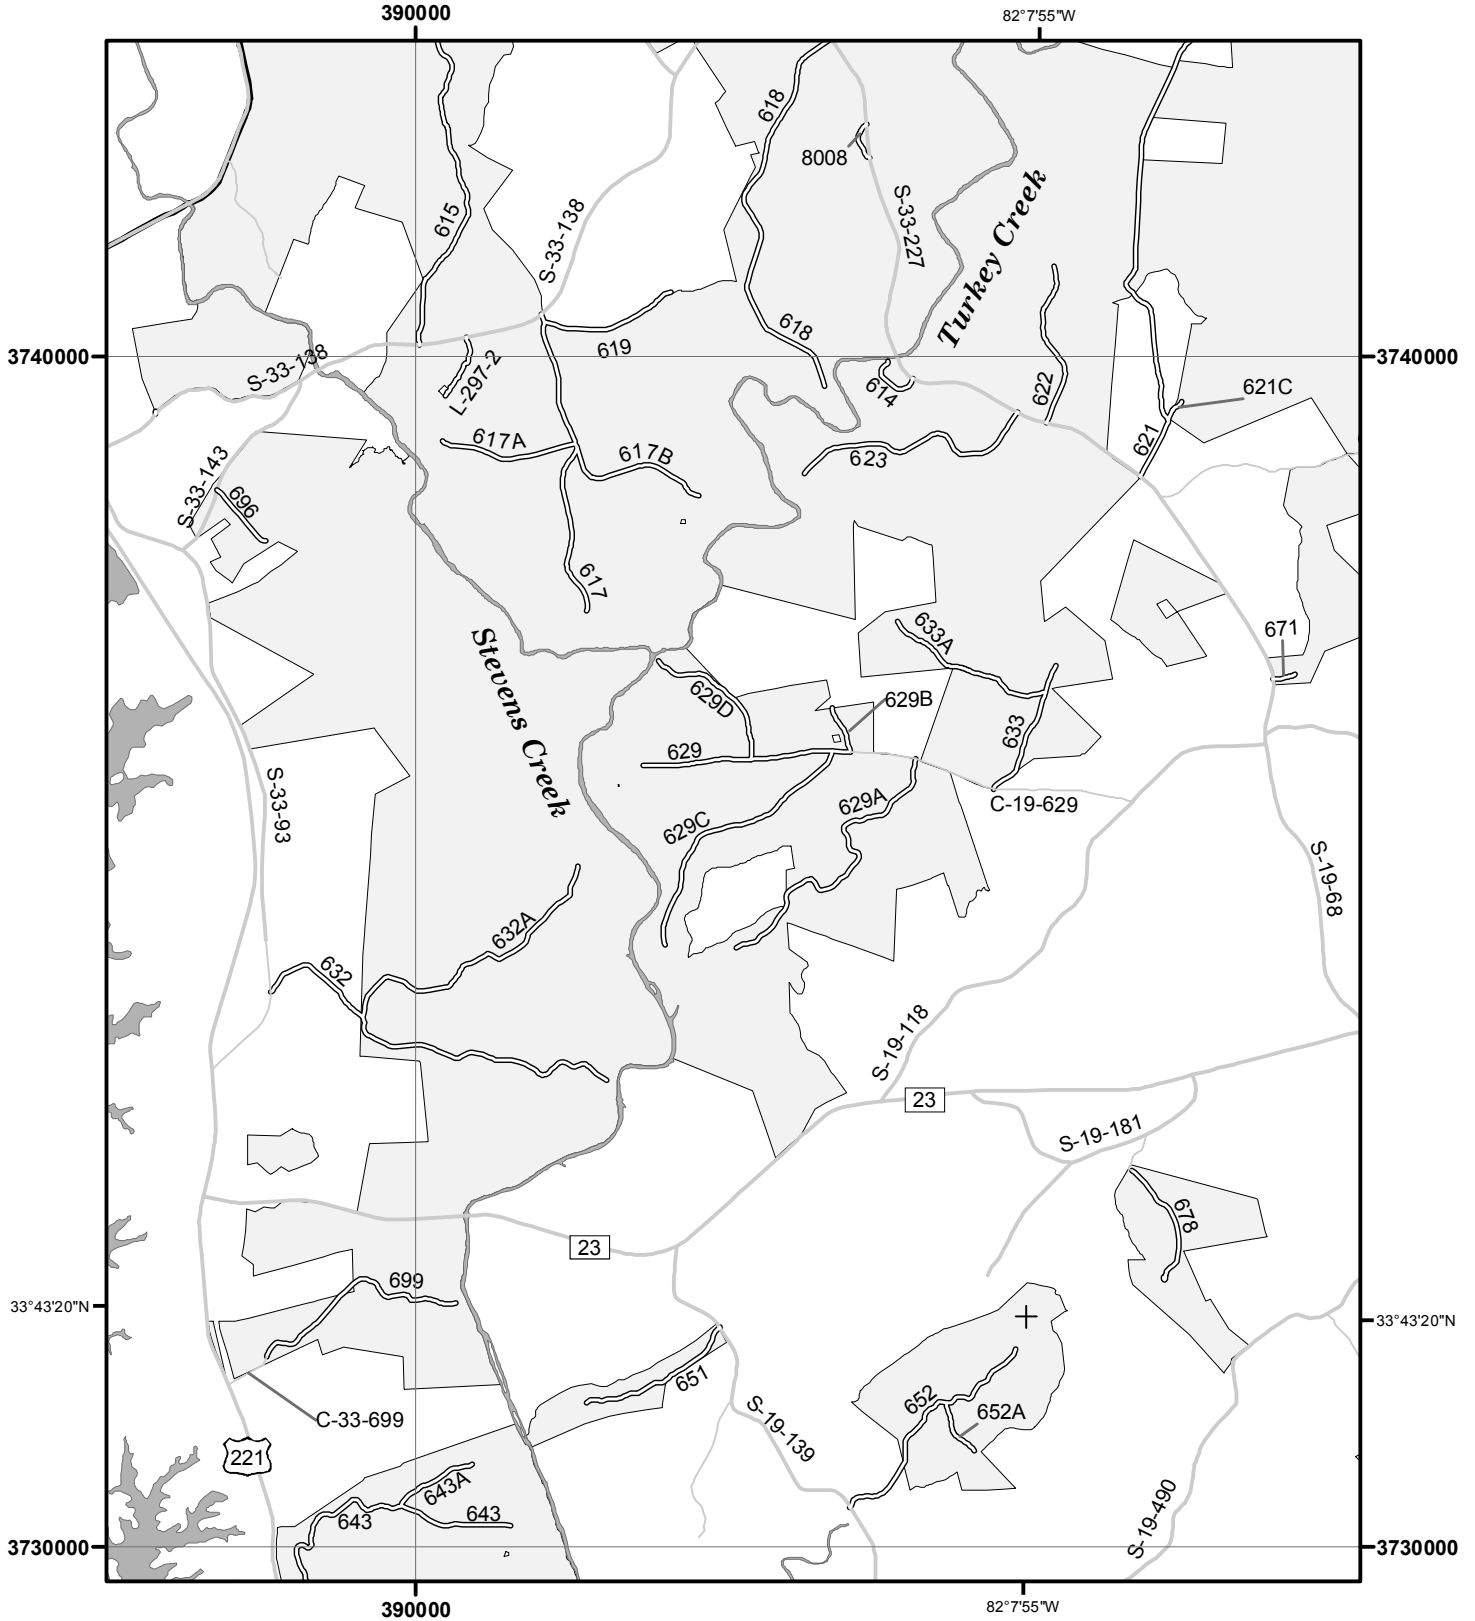 390000
82°7'55"W
618
8008
S-33-227
Turkey Creek
615
S-33-138
618
619
3740000
3740000
S-33-138
L-297-2
614
622
621C
617A
617B
623
621
S-33-143
696
617
633A
671
Stevens Creek
629D
629B
629
633
S-33-93
629C
629A
C-19-629
S-19-68
632A
632
S-19-118
23
S-19-181
678
23
699
33°43'20"N
33°43'20"N
651
652
652A
C-33-699
S-19-139
221
643A
643
643
S-19-490
3730000
3730000
390000
82°7'55"W